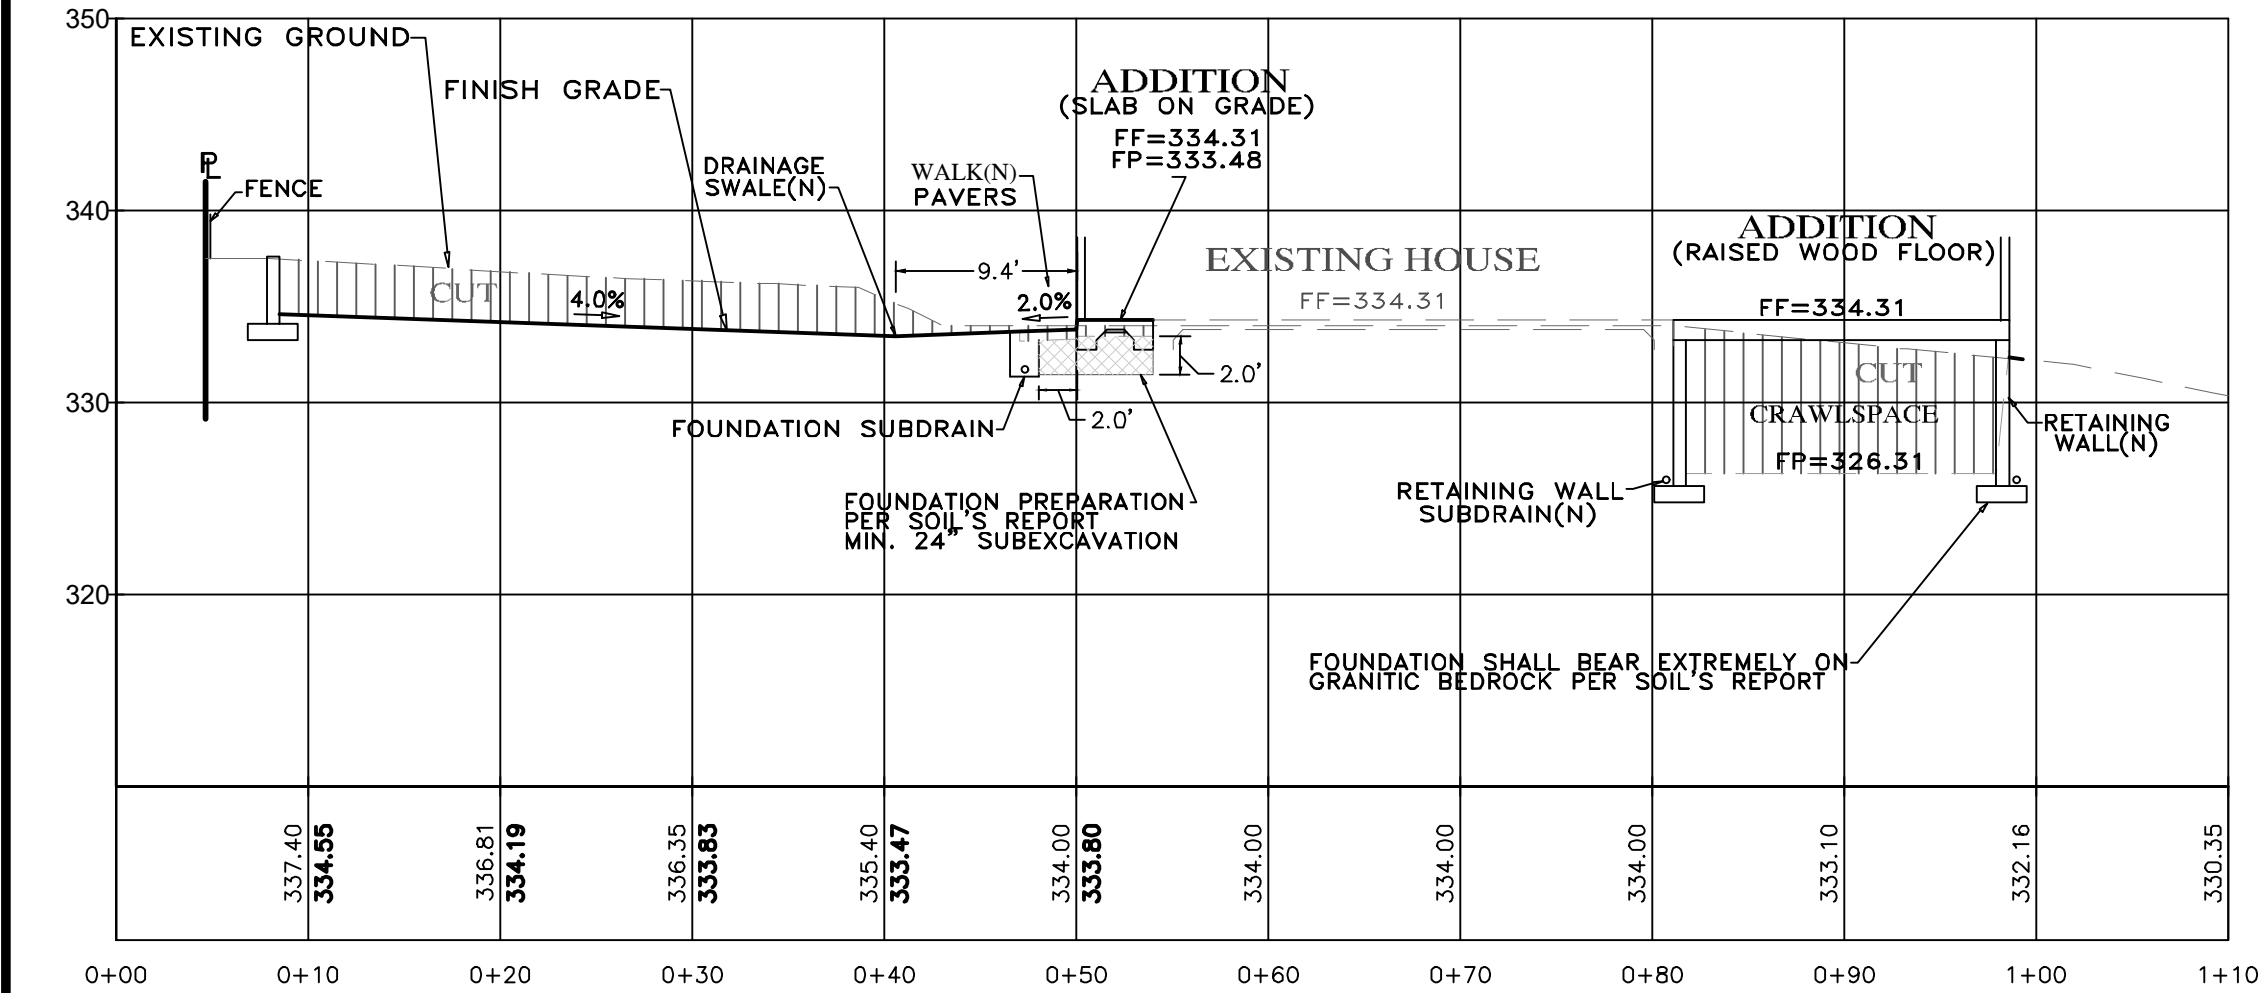 350
EXISTING GROUND
FINISH GRADE
ADDITION
(SLAB ON GRADE)
FF=334.31
FP=333.48
PL
FENCE
DRAINAGE
SWALE(N)
WALK(N)
PAVERS
340
ADDITION
(RAISED WOOD FLOOR)
EXISTING HOUSE
FF=334.31
9.4'
CUT
4.0%
2.0%
FF=334.31
2.0'
CUT
330
2.0'
FOUNDATION SUBDRAIN
CRAWLSPACE
RETAINING
WALL(N)
FP=326.31
FOUNDATION PREPARATION
PER SOIL'S REPORT
MIN. 24" SUBEXCAVATION
RETAINING WALL
SUBDRAIN(N)
320
FOUNDATION SHALL BEAR EXTREMELY ON
GRANITIC BEDROCK PER SOIL'S REPORT
337.40
334.55
336.81
334.19
336.35
333.83
335.40
333.47
334.00
333.80
334.00
334.00
334.00
333.10
332.16
330.35
0+00 0+10 0+20 0+30 0+40 0+50 0+60 0+70 0+80 0+90 1+00 1+10